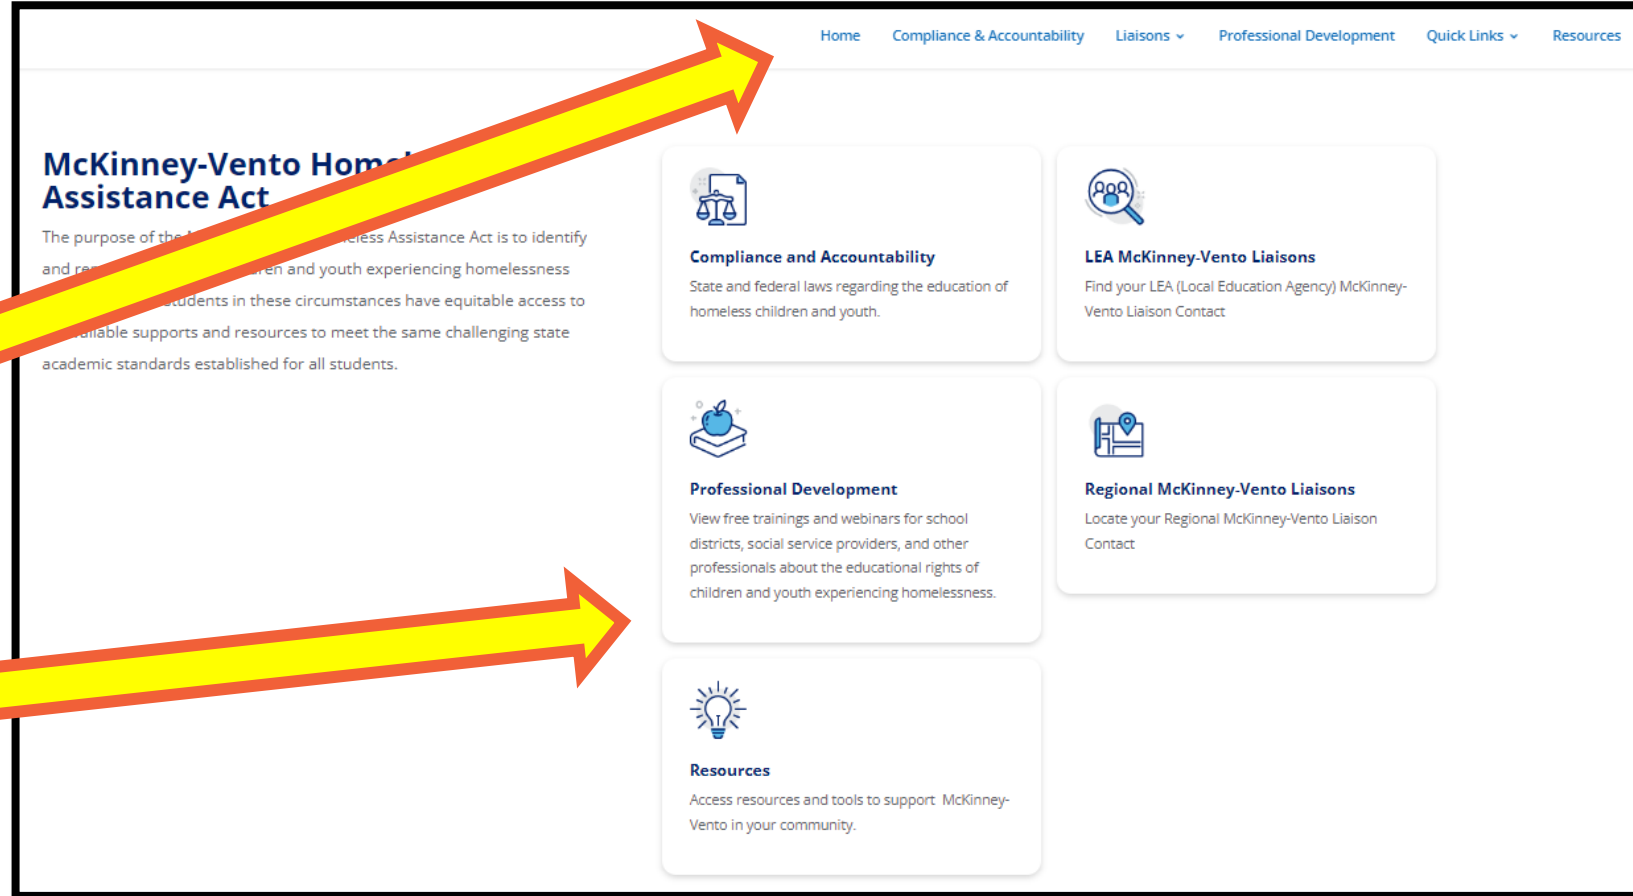 Home Compliance & Accountability Liaisons Professional Development Quick Links Resources
McKinney-Vento
Assistance Act
The purpose of the Assistance Act is to identify
and and youth experiencing homelessness
in these circumstances have equitable access to
supports and resources to meet the same challenging state
academic standards established for all students.
Compliance and Accountability
State and federal laws regarding the education of
homeless children and youth.
LEA McKinney-Vento Liaisons
Find your LEA (Local Education Agency) McKinney-
Vento Liaison Contact
Professional Development
View free trainings and webinars for school
districts, social service providers, and other
professionals about the educational rights of
children and youth experiencing homelessness.
Regional McKinney-Vento Liaisons
Locate your Regional McKinney-Vento Liaison
Contact
Resources
Access resources and tools to support McKinney-
Vento in your community.